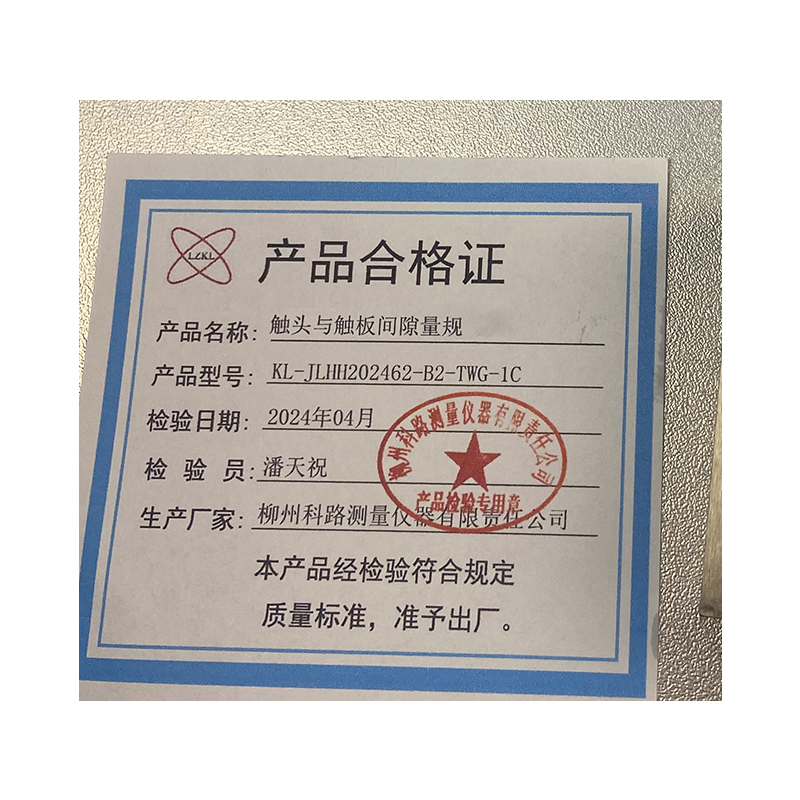 LZKL
产品合格证
产品名称: 触头与触板间隙量规
产品型号: KL-JLHH202462-B2-TWG-1C
检验日期: 2024年04月
检 验 员: 潘天祝
生产厂家: 柳州科路测量仪器有限责任公司
柳州科路测量仪器有限责任公司
产品检验专用章
本产品经检验符合规定
质量标准，准予出厂。